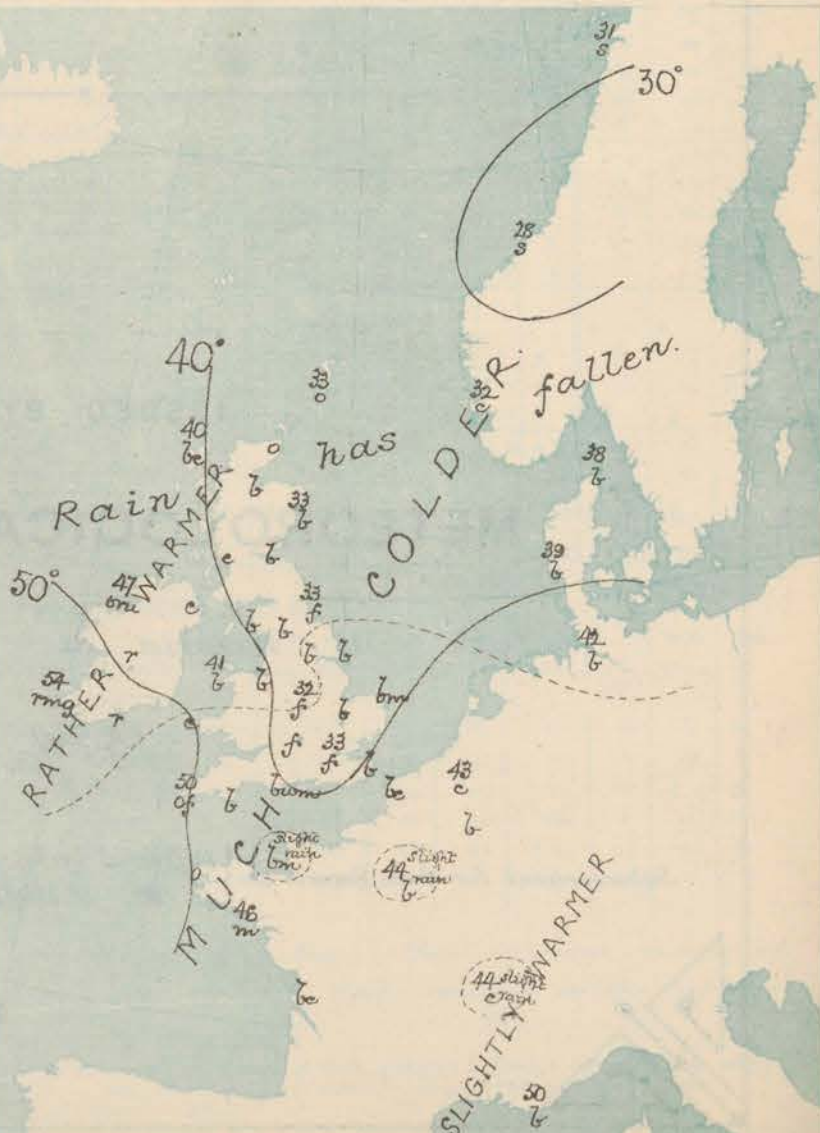 31
s
30°
28
s
40°
33
o
32
c
fallen.
40
bc
o
has
COLDER.
38
b
b
33
b
Rain
WARMER
c
b
39
b
50°
47
c
33
f
b
b
42
b
r
41
b
b
b
b
54
rmg
RATHER
32
f
b
bm
r
c
f
33
f
b
50
of
b
bc
43
c
b
MUCH
slight
rain
bm
44
slight
rain
b
o
46
m
SLIGHTLY WARMER
44 slight
c rain
bc
50
b